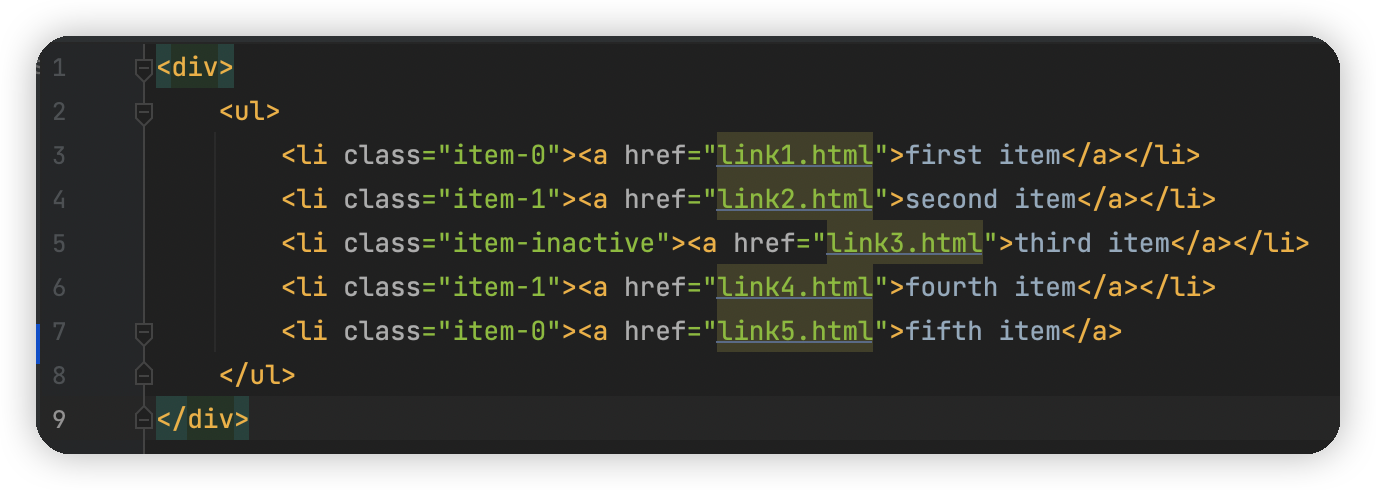 1 <div>
2     <ul>
3         <li class="item-0"><a href="link1.html">first item</a></li>
4         <li class="item-1"><a href="link2.html">second item</a></li>
5         <li class="item-inactive"><a href="link3.html">third item</a></li>
6         <li class="item-1"><a href="link4.html">fourth item</a></li>
7         <li class="item-0"><a href="link5.html">fifth item</a>
8     </ul>
9 </div>